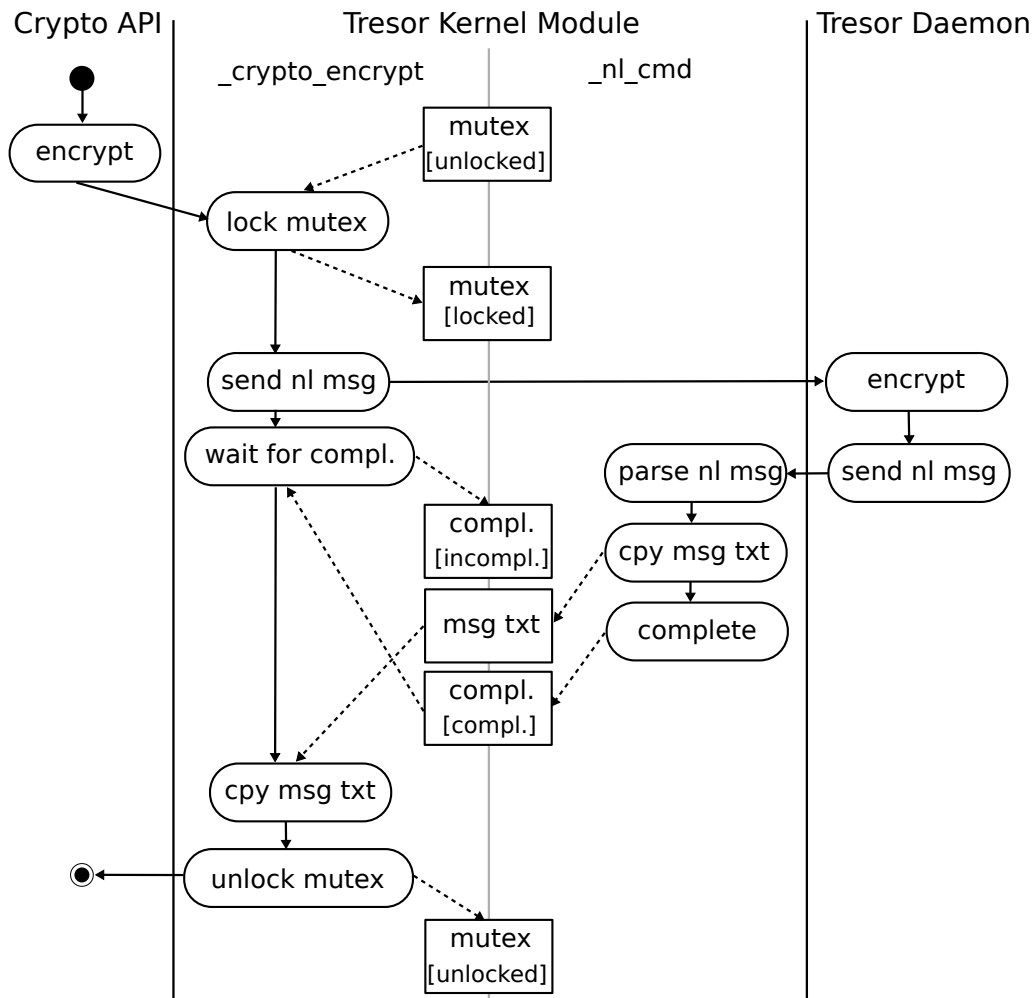 Crypto API
Tresor Kernel Module
Tresor Daemon
_crypto_encrypt
_nl_cmd
encrypt
mutex
[unlocked]
lock mutex
mutex
[locked]
send nl msg
encrypt
wait for compl.
parse nl msg
send nl msg
compl.
[incompl.]
cpy msg txt
msg txt
complete
compl.
[compl.]
cpy msg txt
unlock mutex
mutex
[unlocked]